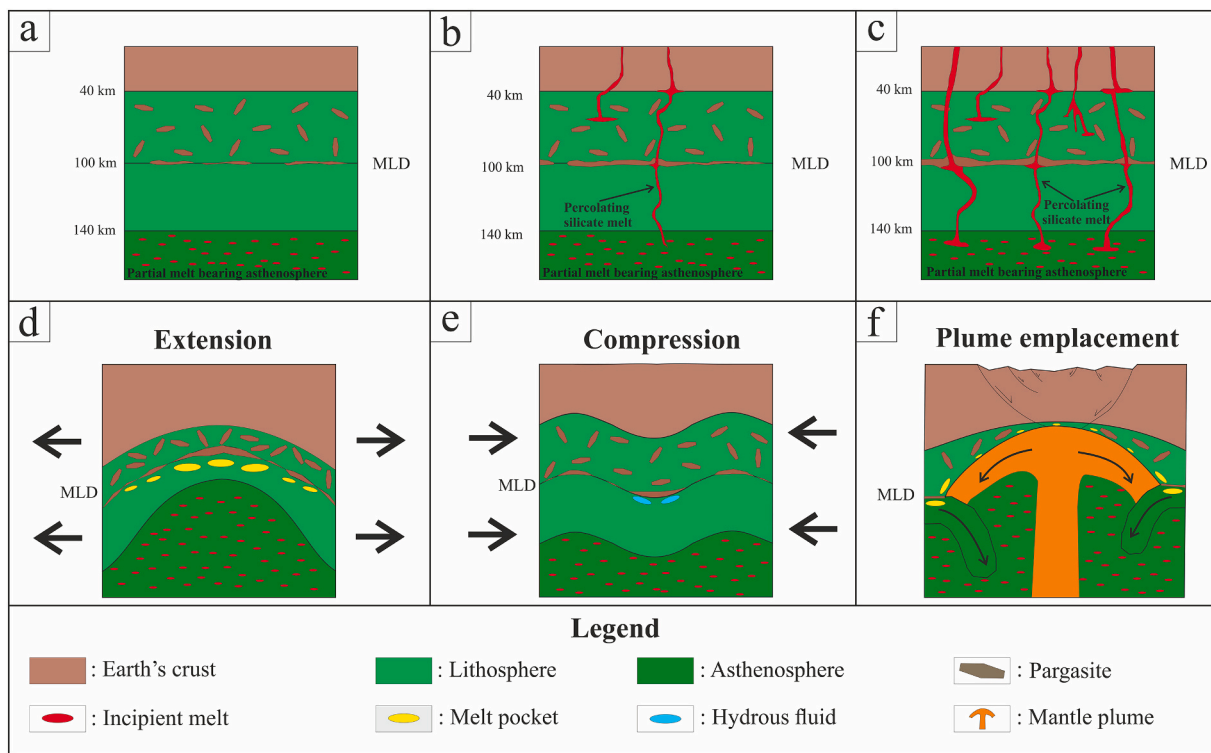 a
40 km
100 km
MLD
140 km
Partial melt bearing asthenosphere
b
40 km
100 km
MLD
Percolating
silicate melt
140 km
Partial melt bearing asthenosphere
c
40 km
100 km
MLD
Percolating
silicate melt
140 km
Partial melt bearing asthenosphere
d
Extension
MLD
e
Compression
MLD
f
Plume emplacement
MLD
Legend
: Earth's crust
: Lithosphere
: Asthenosphere
: Pargasite
: Incipient melt
: Melt pocket
: Hydrous fluid
: Mantle plume